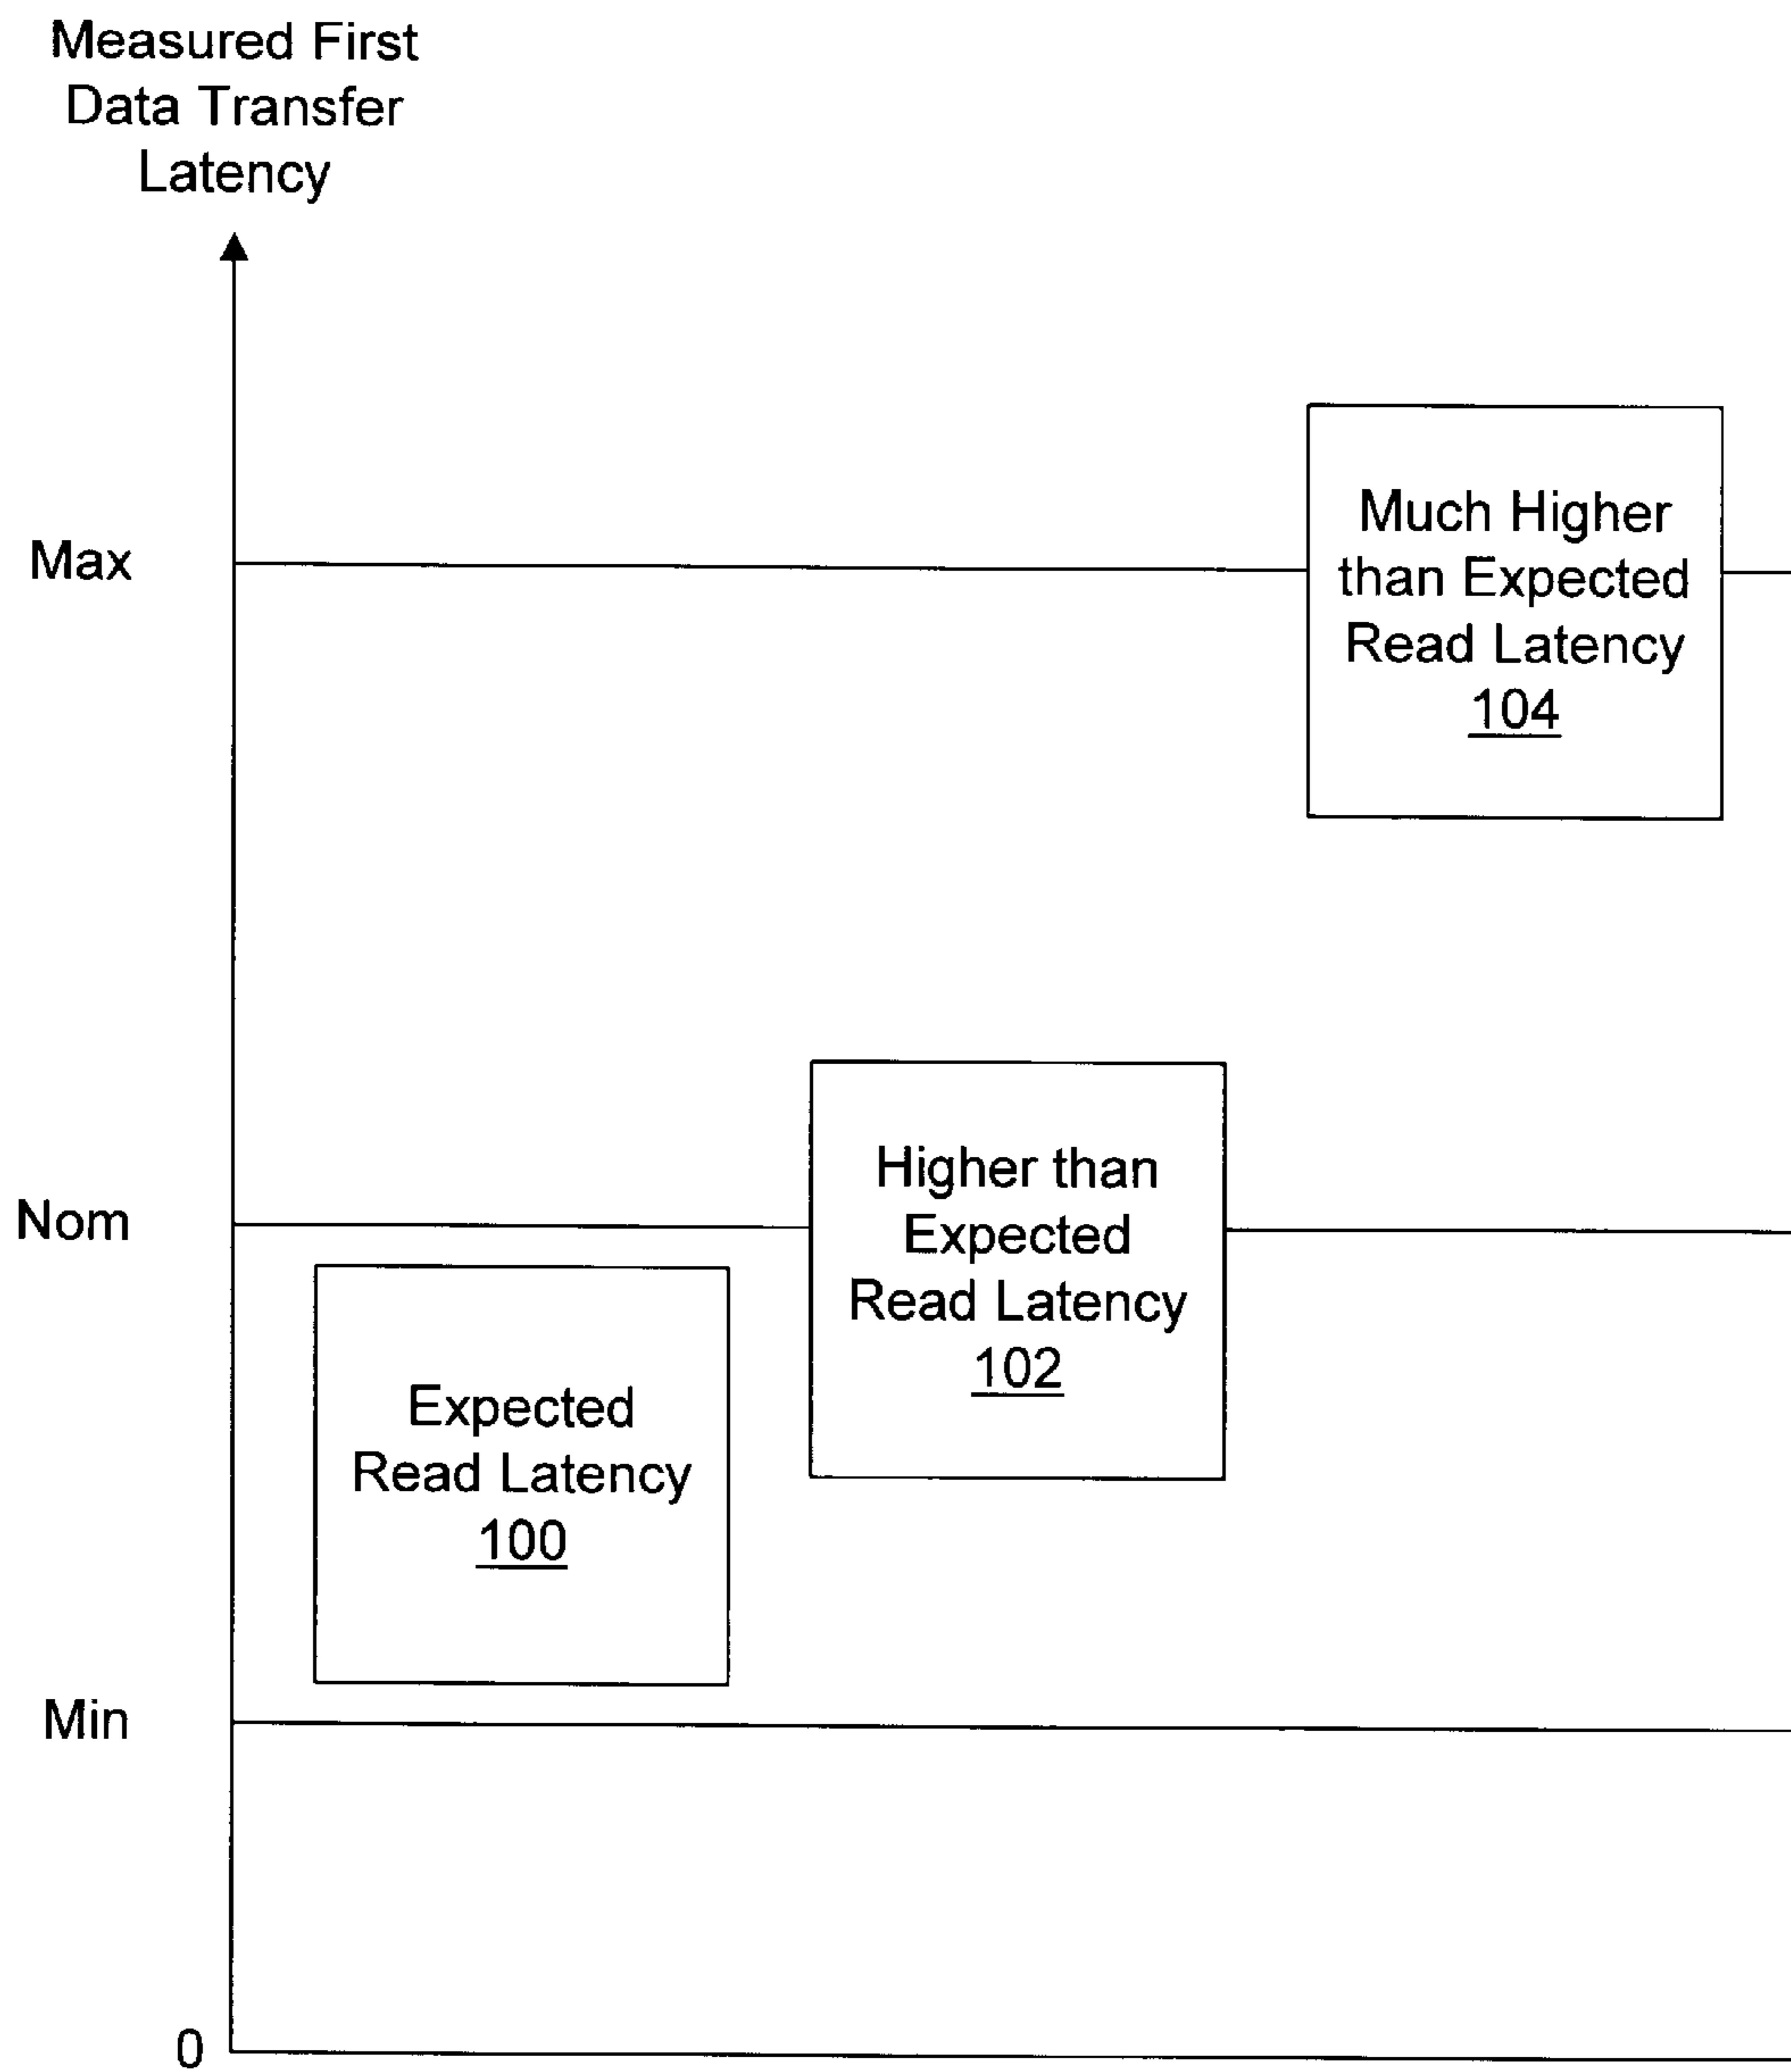 Measured First
Data Transfer
Latency
Max
Much Higher
than Expected
Read Latency
104
Nom
Higher than
Expected
Read Latency
102
Expected
Read Latency
100
Min
0